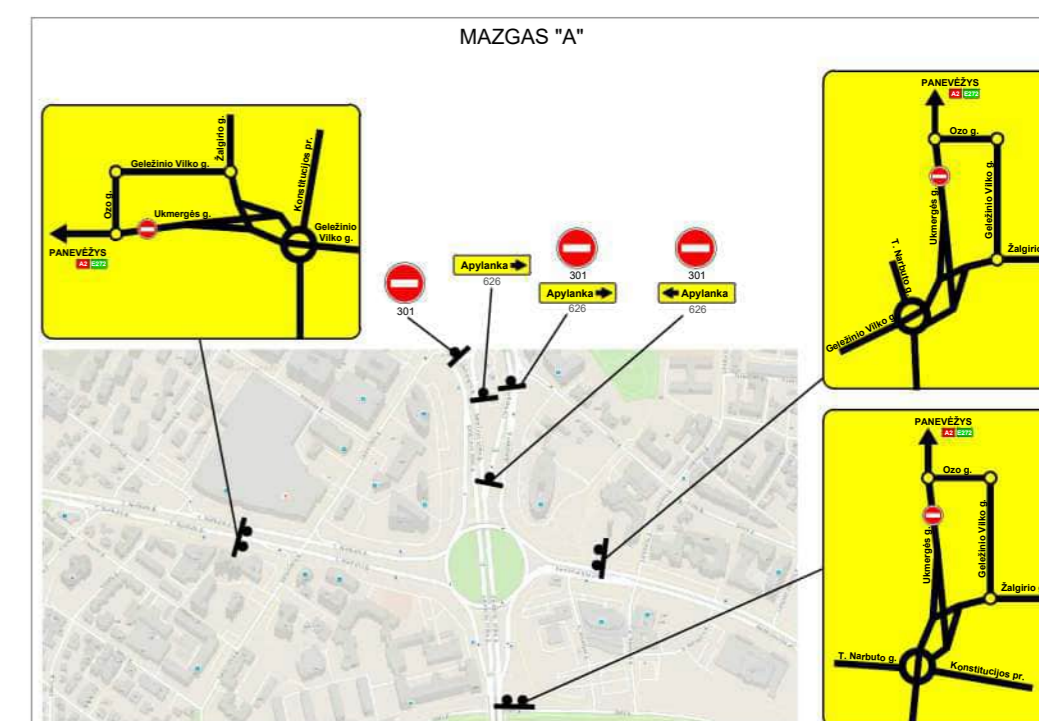 MAZGAS "A"
Žalgirio g.
Geležinio Vilko g.
Konstitucijos pr.
Ozo g.
Ukmergės g.
Geležinio
Vilko g.
PANEVĖŽYS
A2 E272
301
Apylanka
626
301
Apylanka
626
301
Apylanka
626
PANEVĖŽYS
A2 E272
Ozo g.
Ukmergės g.
Geležinio Vilko g.
T. Narbuto g.
Žalgirio
Geležinio Vilko g.
PANEVĖŽYS
A2 E272
Ozo g.
Ukmergės g.
Geležinio Vilko g.
Žalgirio
T. Narbuto g.
Konstitucijos pr.